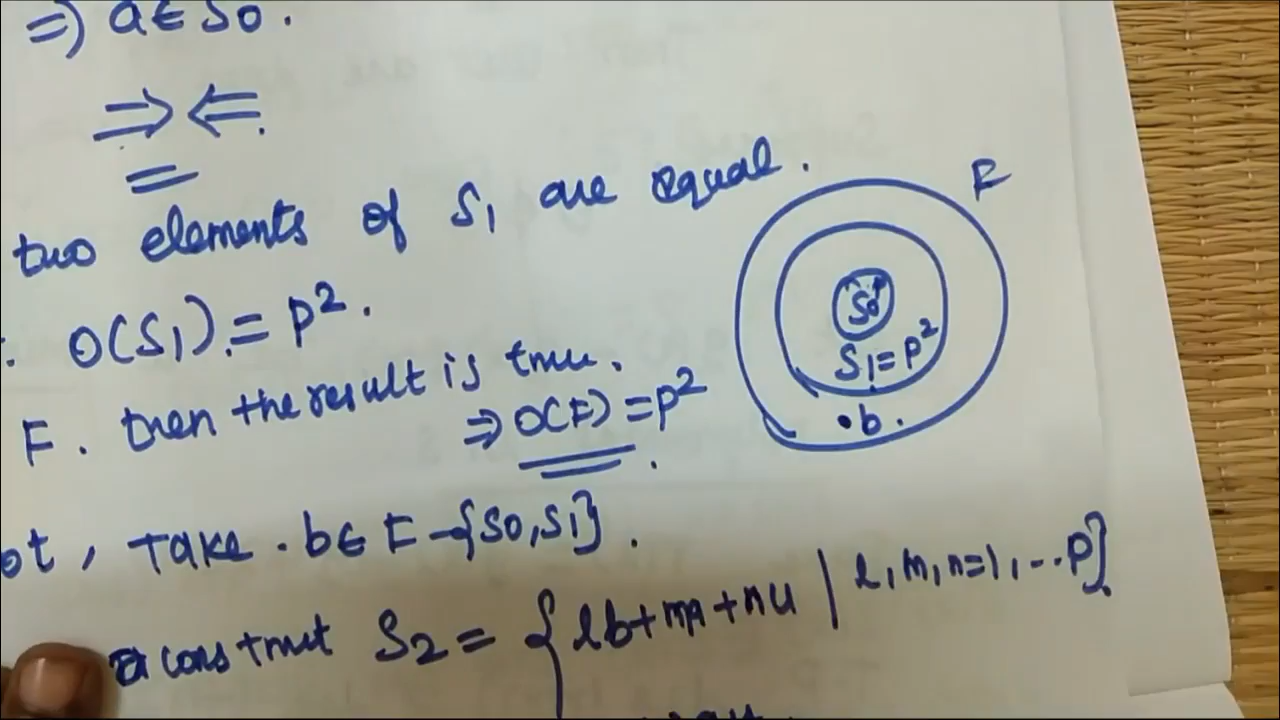 ⇒) a ∈ S0.
⇒⇐.
two elements of S1 are equal.
F
: O(S1) = p².
S0
S1 = p²
F. then the result is true.
⇒ O(F) = p².
•b.
ot, Take . b ∈ F - {S0, S1}.
construct S2 = { lb + ma + nu | l, m, n = 1, ... p}